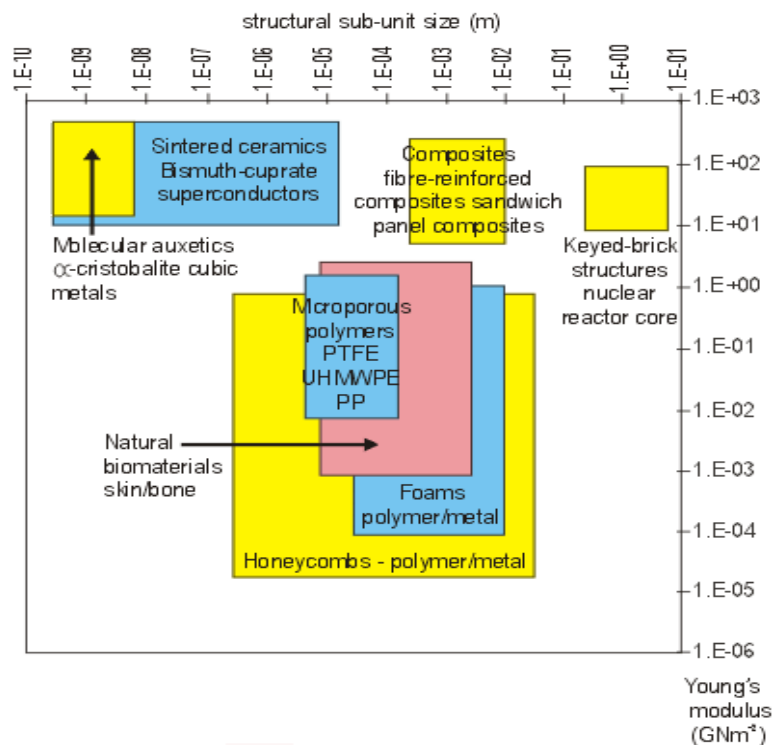 structural sub-unit size (m)
1.E-10
1.E-09
1.E-08
1.E-07
1.E-06
1.E-05
1.E-04
1.E-03
1.E-02
1.E-01
1.E+00
1.E-01
1.E+03
1.E+02
1.E+01
1.E+00
1.E-01
1.E-02
1.E-03
1.E-04
1.E-05
1.E-06
Young's
modulus
(GNm⁻²)
Sintered ceramics
Bismuth-cuprate
superconductors
Composites
fibre-reinforced
composites sandwich
panel composites
Molecular auxetics
α-cristobalite cubic
metals
Keyed-brick
structures
nuclear
reactor core
Mcroporous
polymers
PTFE
UHMWPE
PP
Natural
biomaterials
skin/bone
Foams
polymer/metal
Honeycombs - polymer/metal